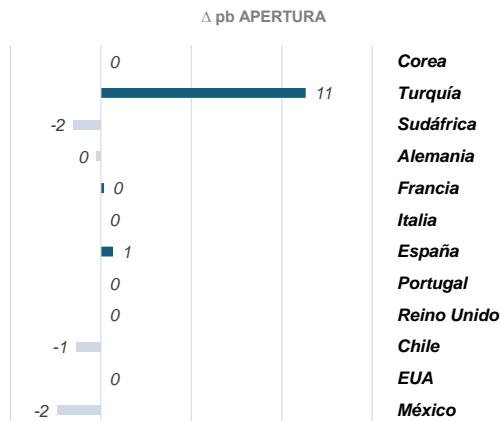 Δ pb APERTURA
0 Corea
11 Turquía
-2 Sudáfrica
0 Alemania
0 Francia
0 Italia
1 España
0 Portugal
0 Reino Unido
-1 Chile
0 EUA
-2 México